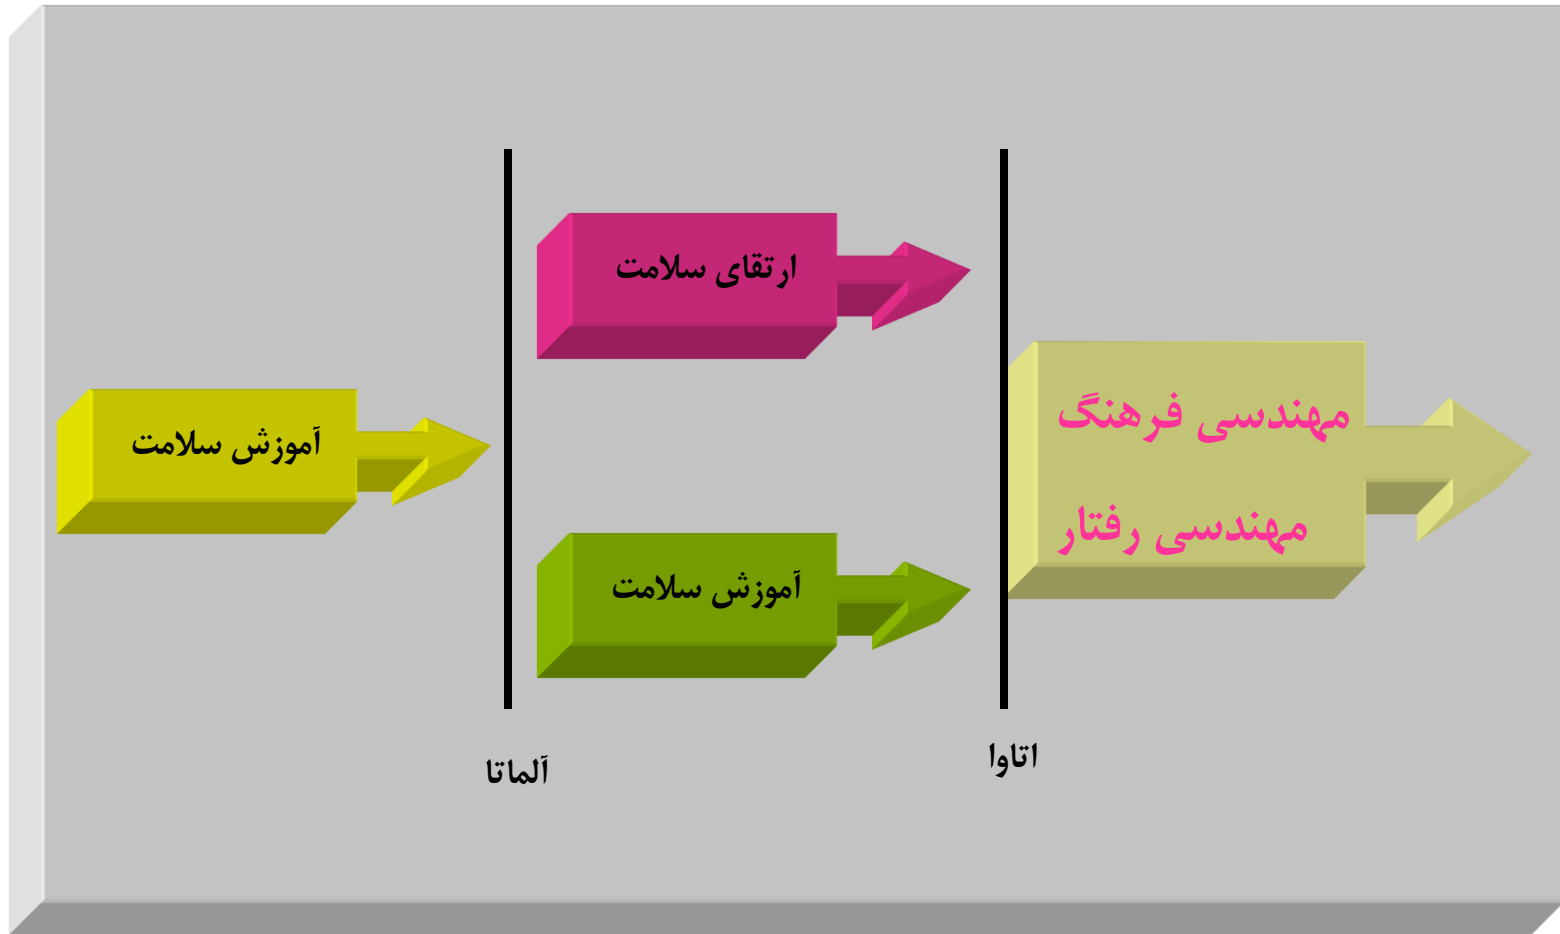 ارتقای سلامت
آموزش سلامت
مهندسی فرهنگ
مهندسی رفتار
آموزش سلامت
آلماتا
اتاوا